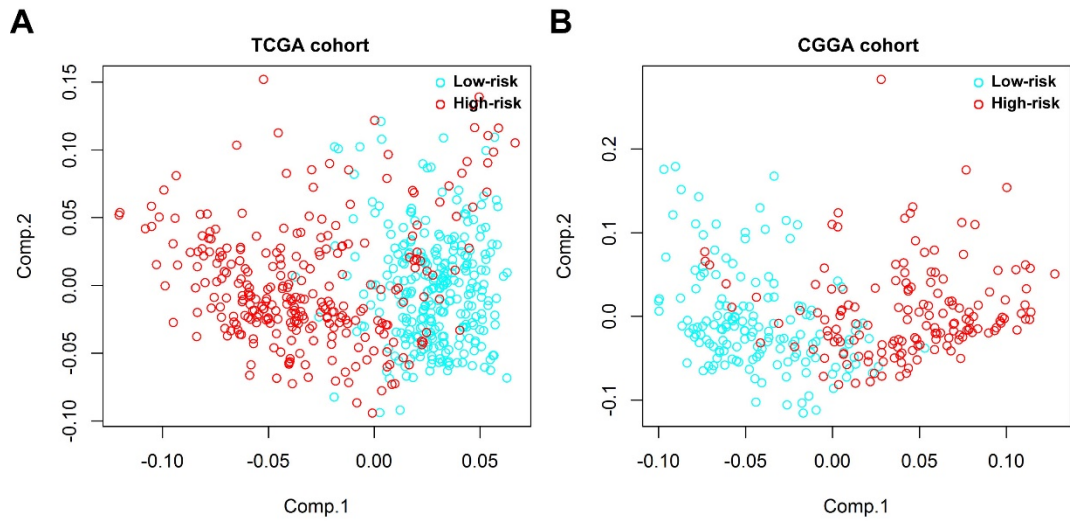 A
TCGA cohort
Low-risk
High-risk
Comp.2
0.15
0.10
0.05
0.00
-0.05
-0.10
-0.10
-0.05
0.00
0.05
Comp.1
B
CGGA cohort
Low-risk
High-risk
Comp.2
0.2
0.1
0.0
-0.1
-0.10
-0.05
0.00
0.05
0.10
Comp.1